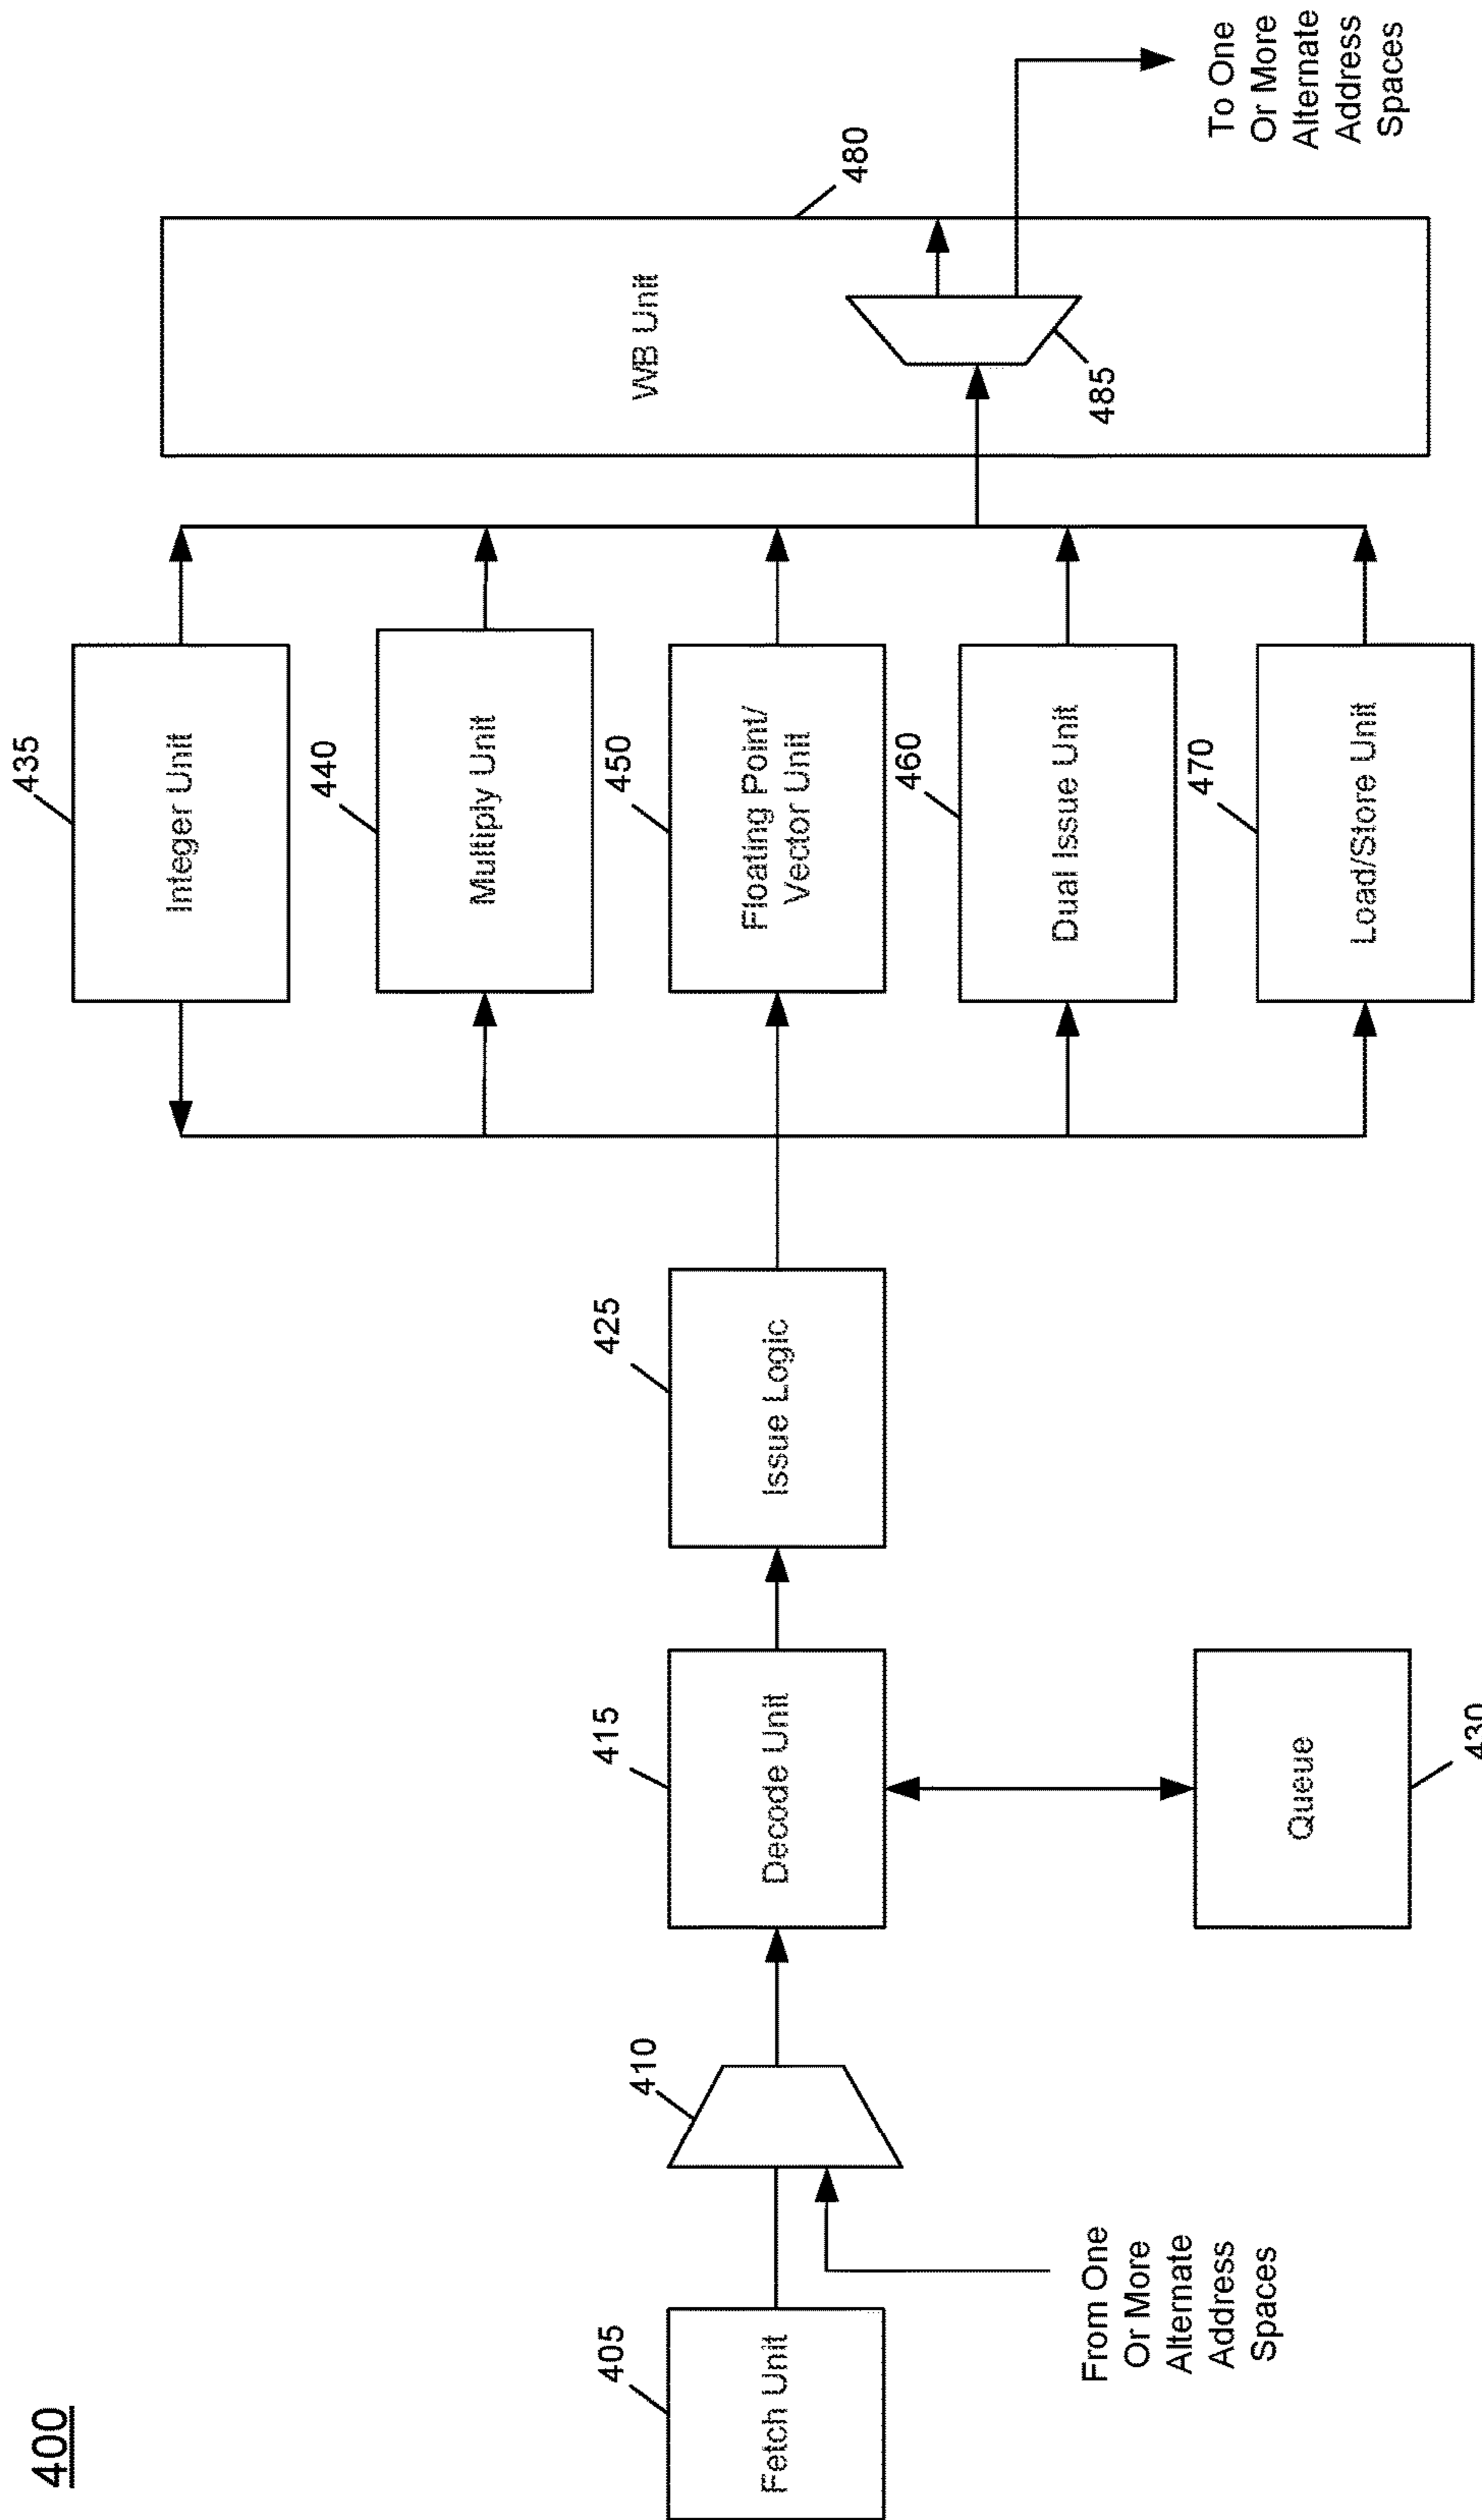 400
405
Fetch Unit
From One
Or More
Alternate
Address
Spaces
410
415
Decode Unit
Queue
430
425
Issue Logic
435
Integer Unit
440
Multiply Unit
450
Floating Point/
Vector Unit
460
Dual Issue Unit
470
Load/Store Unit
WB Unit
480
485
To One
Or More
Alternate
Address
Spaces